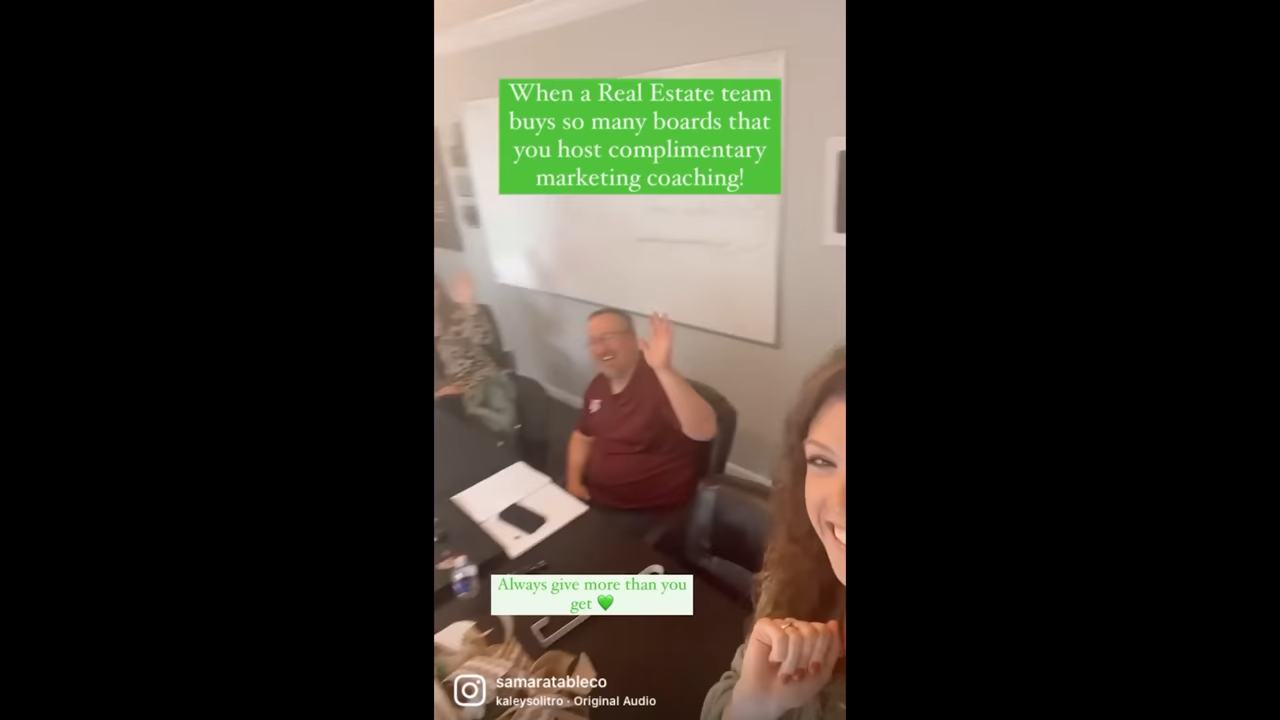 When a Real Estate team
buys so many boards that
you host complimentary
marketing coaching!
Always give more than you
get 💚
samaratableco
kaleysolitro · Original Audio